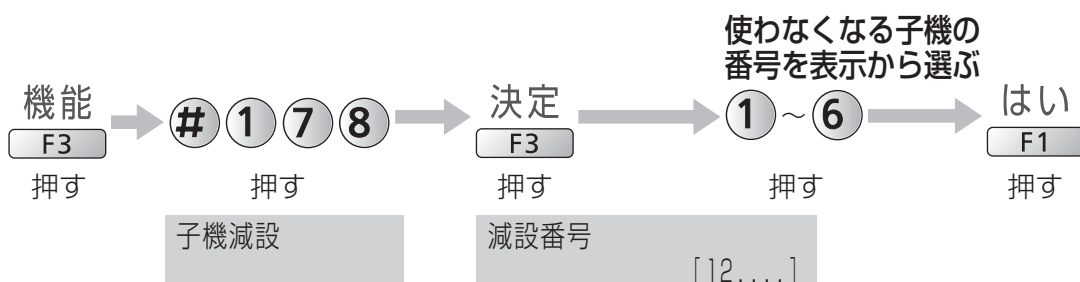 使わなくなる子機の
番号を表示から選ぶ
機能 #178 決定 1～6 はい
F3 F3 F1
押す 押す 押す 押す 押す
子機減設 減設番号
[12....]